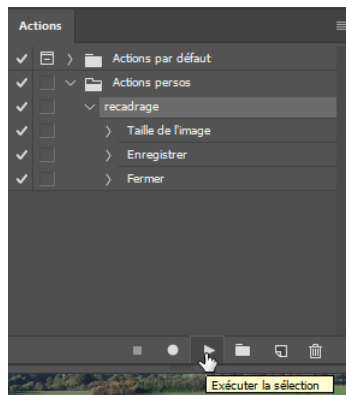 Actions
Actions par défaut
Actions persos
recadrage
Taille de l'image
Enregistrer
Fermer
Exécuter la sélection